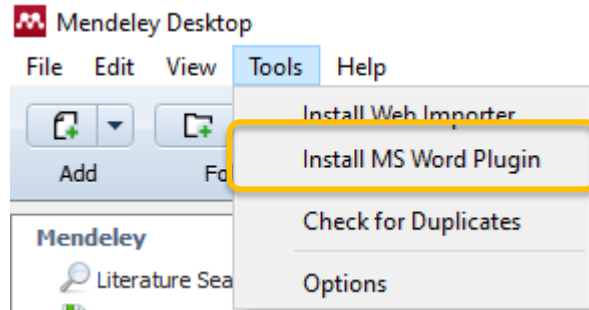 Mendeley Desktop
File Edit View Tools Help
Install Web Importer
Install MS Word Plugin
Add Fo
Check for Duplicates
Mendeley
Literature Sea
Options